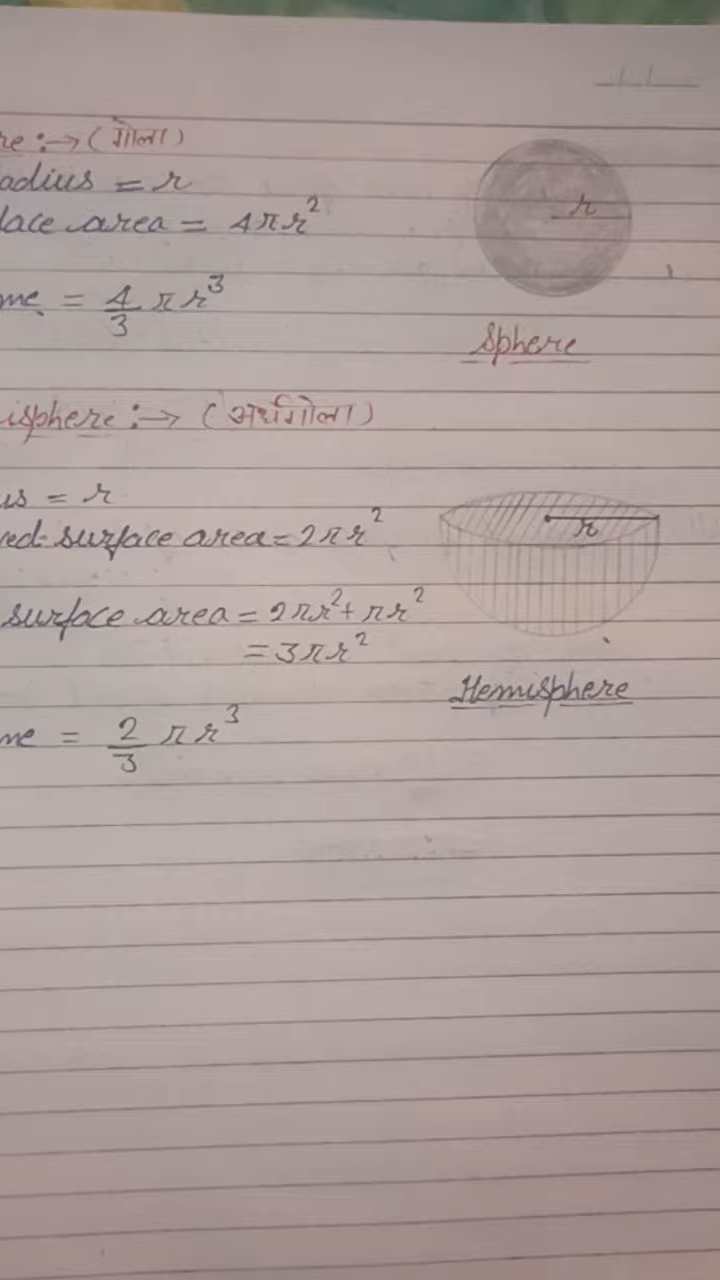 re :→ (गोला)
adius = r
face area = 4πr²
r
me = 4/3 πr³
Sphere
isphere :→ (अर्धगोला)
us = r
ved surface area = 2πr²
r
surface area = 2πr² + πr²
= 3πr²
Hemisphere
me = 2/3 πr³